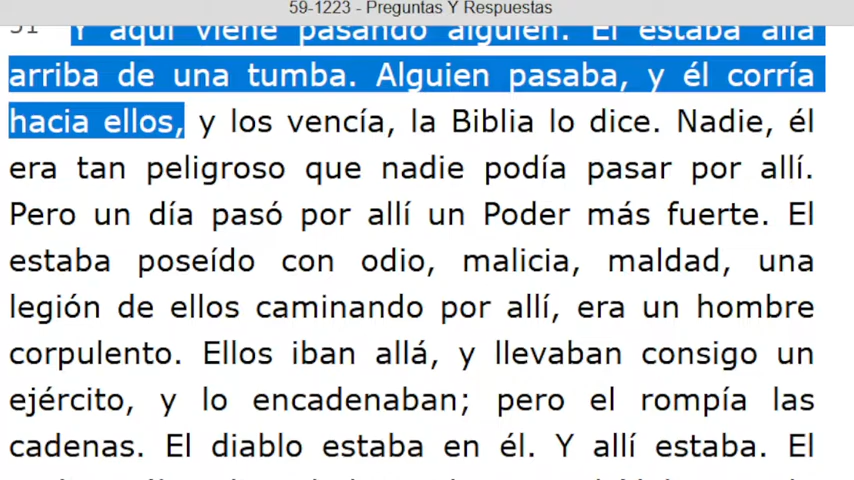 59-1223 - Preguntas Y Respuestas
51 Y aquí viene pasando alguien. El estaba allá
arriba de una tumba. Alguien pasaba, y él corría
hacia ellos, y los vencía, la Biblia lo dice. Nadie, él
era tan peligroso que nadie podía pasar por allí.
Pero un día pasó por allí un Poder más fuerte. El
estaba poseído con odio, malicia, maldad, una
legión de ellos caminando por allí, era un hombre
corpulento. Ellos iban allá, y llevaban consigo un
ejército, y lo encadenaban; pero el rompía las
cadenas. El diablo estaba en él. Y allí estaba. El